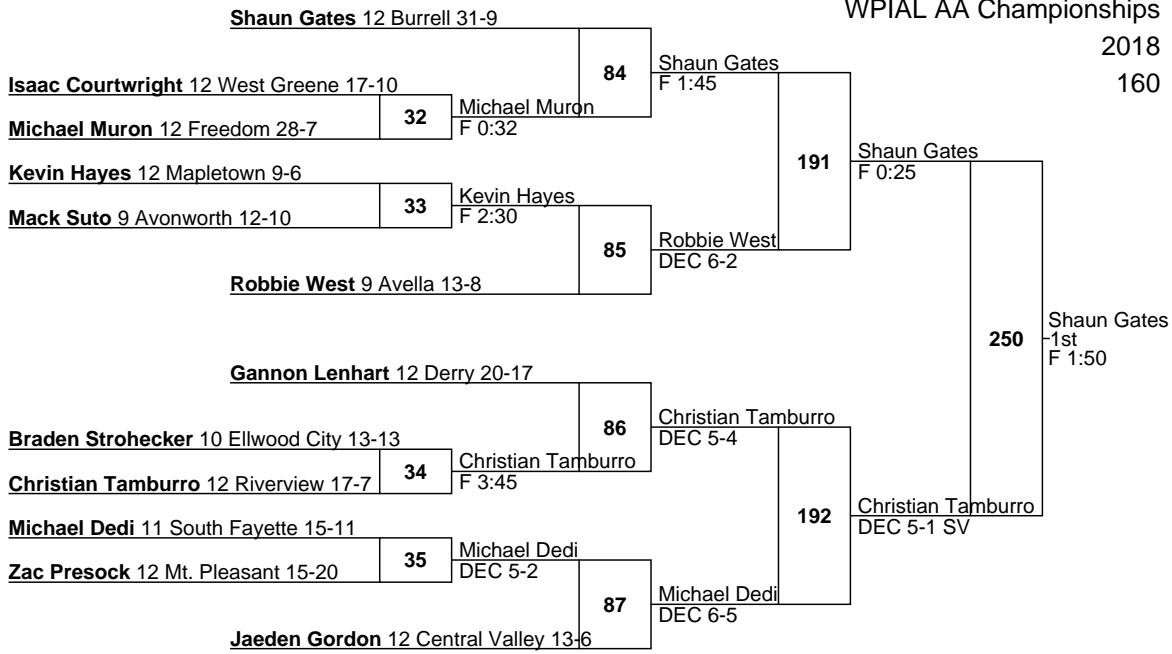 WPIAL AA Championships
2018
160
Shaun Gates 12 Burrell 31-9
84
Shaun Gates
F 1:45
Isaac Courtwright 12 West Greene 17-10
32
Michael Muron
F 0:32
Michael Muron 12 Freedom 28-7
191
Shaun Gates
F 0:25
Kevin Hayes 12 Mapletown 9-6
33
Kevin Hayes
F 2:30
Mack Suto 9 Avonworth 12-10
85
Robbie West
DEC 6-2
Robbie West 9 Avella 13-8
250
Shaun Gates
1st
F 1:50
Gannon Lenhart 12 Derry 20-17
86
Christian Tamburro
DEC 5-4
Braden Strohecker 10 Ellwood City 13-13
34
Christian Tamburro
F 3:45
Christian Tamburro 12 Riverview 17-7
192
Christian Tamburro
DEC 5-1 SV
Michael Dedi 11 South Fayette 15-11
35
Michael Dedi
DEC 5-2
Zac Presock 12 Mt. Pleasant 15-20
87
Michael Dedi
DEC 6-5
Jaeden Gordon 12 Central Valley 13-6